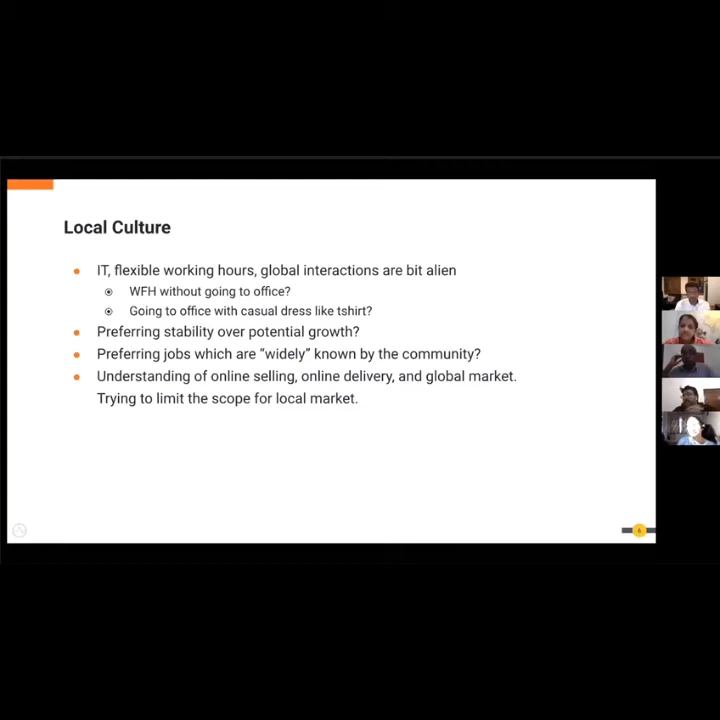 Local Culture
IT, flexible working hours, global interactions are bit alien
WFH without going to office?
Going to office with casual dress like tshirt?
Preferring stability over potential growth?
Preferring jobs which are “widely” known by the community?
Understanding of online selling, online delivery, and global market.
Trying to limit the scope for local market.
6